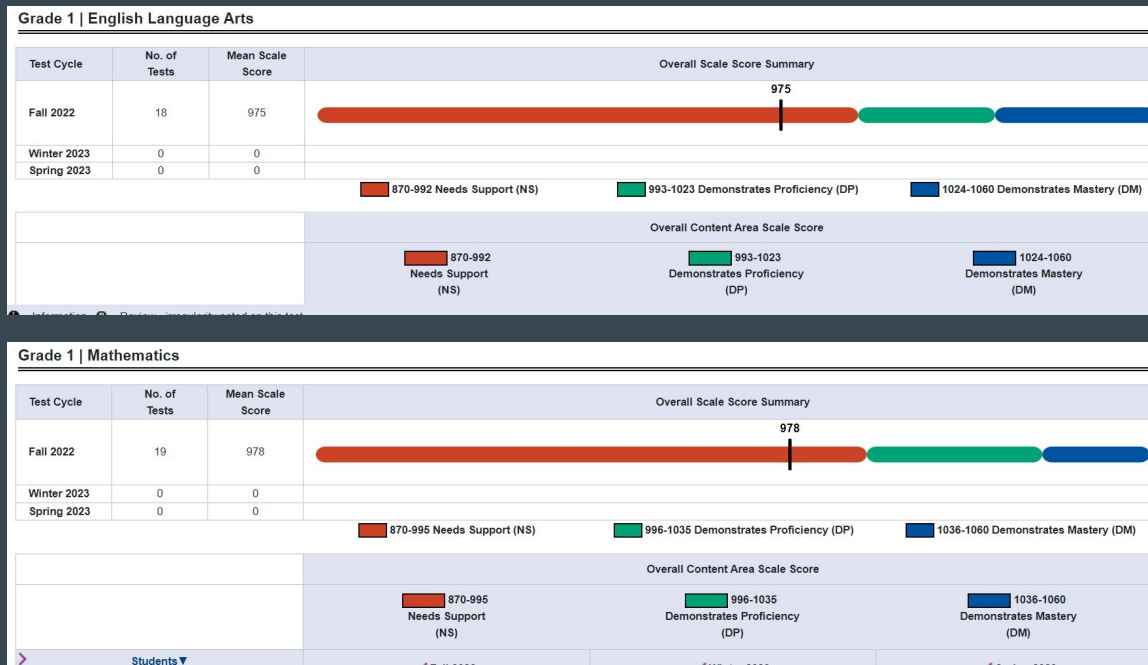 Grade 1 | English Language Arts
Test Cycle No. of Tests Mean Scale Score Overall Scale Score Summary
975
Fall 2022 18 975
Winter 2023 0 0
Spring 2023 0 0
870-992 Needs Support (NS) 993-1023 Demonstrates Proficiency (DP) 1024-1060 Demonstrates Mastery (DM)
Overall Content Area Scale Score
870-992 993-1023 1024-1060
Needs Support Demonstrates Proficiency Demonstrates Mastery
(NS) (DP) (DM)
Grade 1 | Mathematics
Test Cycle No. of Tests Mean Scale Score Overall Scale Score Summary
978
Fall 2022 19 978
Winter 2023 0 0
Spring 2023 0 0
870-995 Needs Support (NS) 996-1035 Demonstrates Proficiency (DP) 1036-1060 Demonstrates Mastery (DM)
Overall Content Area Scale Score
870-995 996-1035 1036-1060
Needs Support Demonstrates Proficiency Demonstrates Mastery
(NS) (DP) (DM)
Students▼